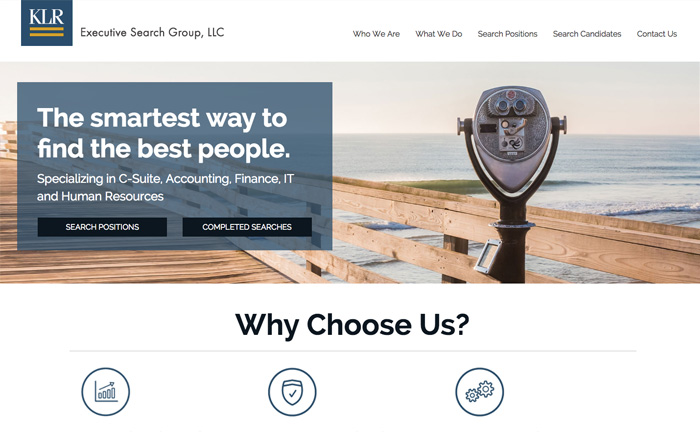 KLR
Executive Search Group, LLC
Who We Are
What We Do
Search Positions
Search Candidates
Contact Us
The smartest way to
find the best people.
Specializing in C-Suite, Accounting, Finance, IT
and Human Resources
SEARCH POSITIONS
COMPLETED SEARCHES
Why Choose Us?